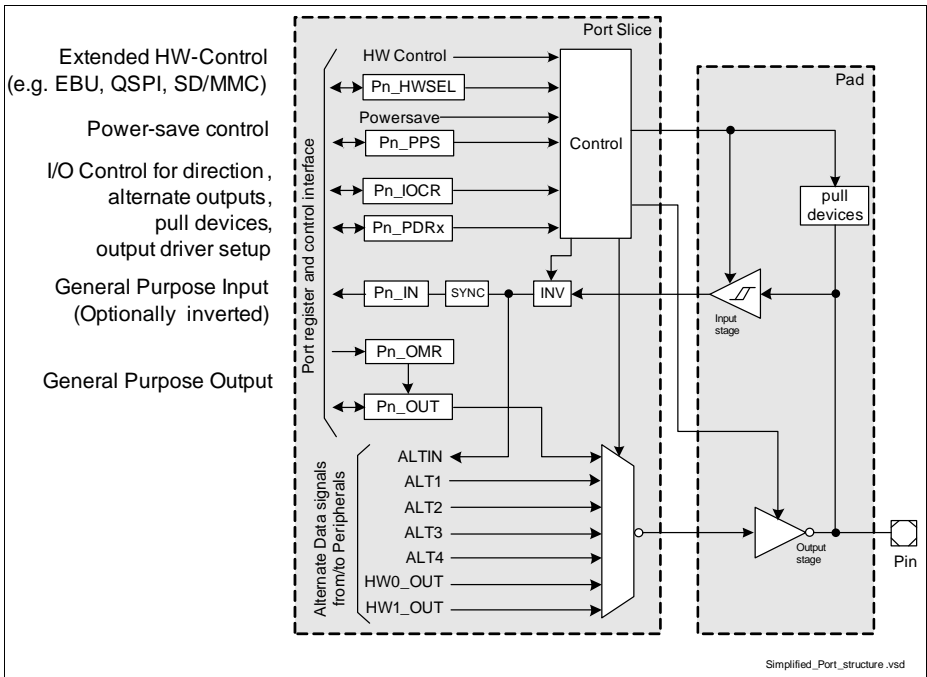 Port Slice
Pad
Extended HW-Control
(e.g. EBU, QSPI, SD/MMC)
Power-save control
I/O Control for direction,
alternate outputs,
pull devices,
output driver setup
General Purpose Input
(Optionally inverted)
General Purpose Output
Port register and control interface
HW Control
Pn_HWSEL
Powersave
Pn_PPS
Pn_IOCR
Pn_PDRx
Control
pull
devices
Pn_IN
SYNC
INV
Input
stage
Pn_OMR
Pn_OUT
Alternate Data signals
from/to Peripherals
ALTIN
ALT1
ALT2
ALT3
ALT4
HW0_OUT
HW1_OUT
Output
stage
Pin
Simplified_Port_structure.vsd